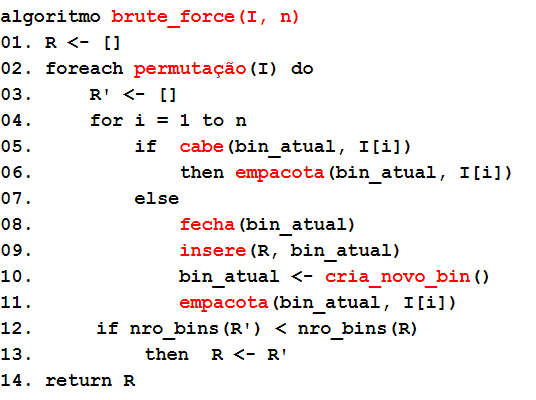 algoritmo brute_force(I, n)
01. R <- []
02. foreach permutação(I) do
03. R' <- []
04. for i = 1 to n
05. if cabe(bin_atual, I[i])
06. then empacota(bin_atual, I[i])
07. else
08. fecha(bin_atual)
09. insere(R, bin_atual)
10. bin_atual <- cria_novo_bin()
11. empacota(bin_atual, I[i])
12. if nro_bins(R') < nro_bins(R)
13. then R <- R'
14. return R